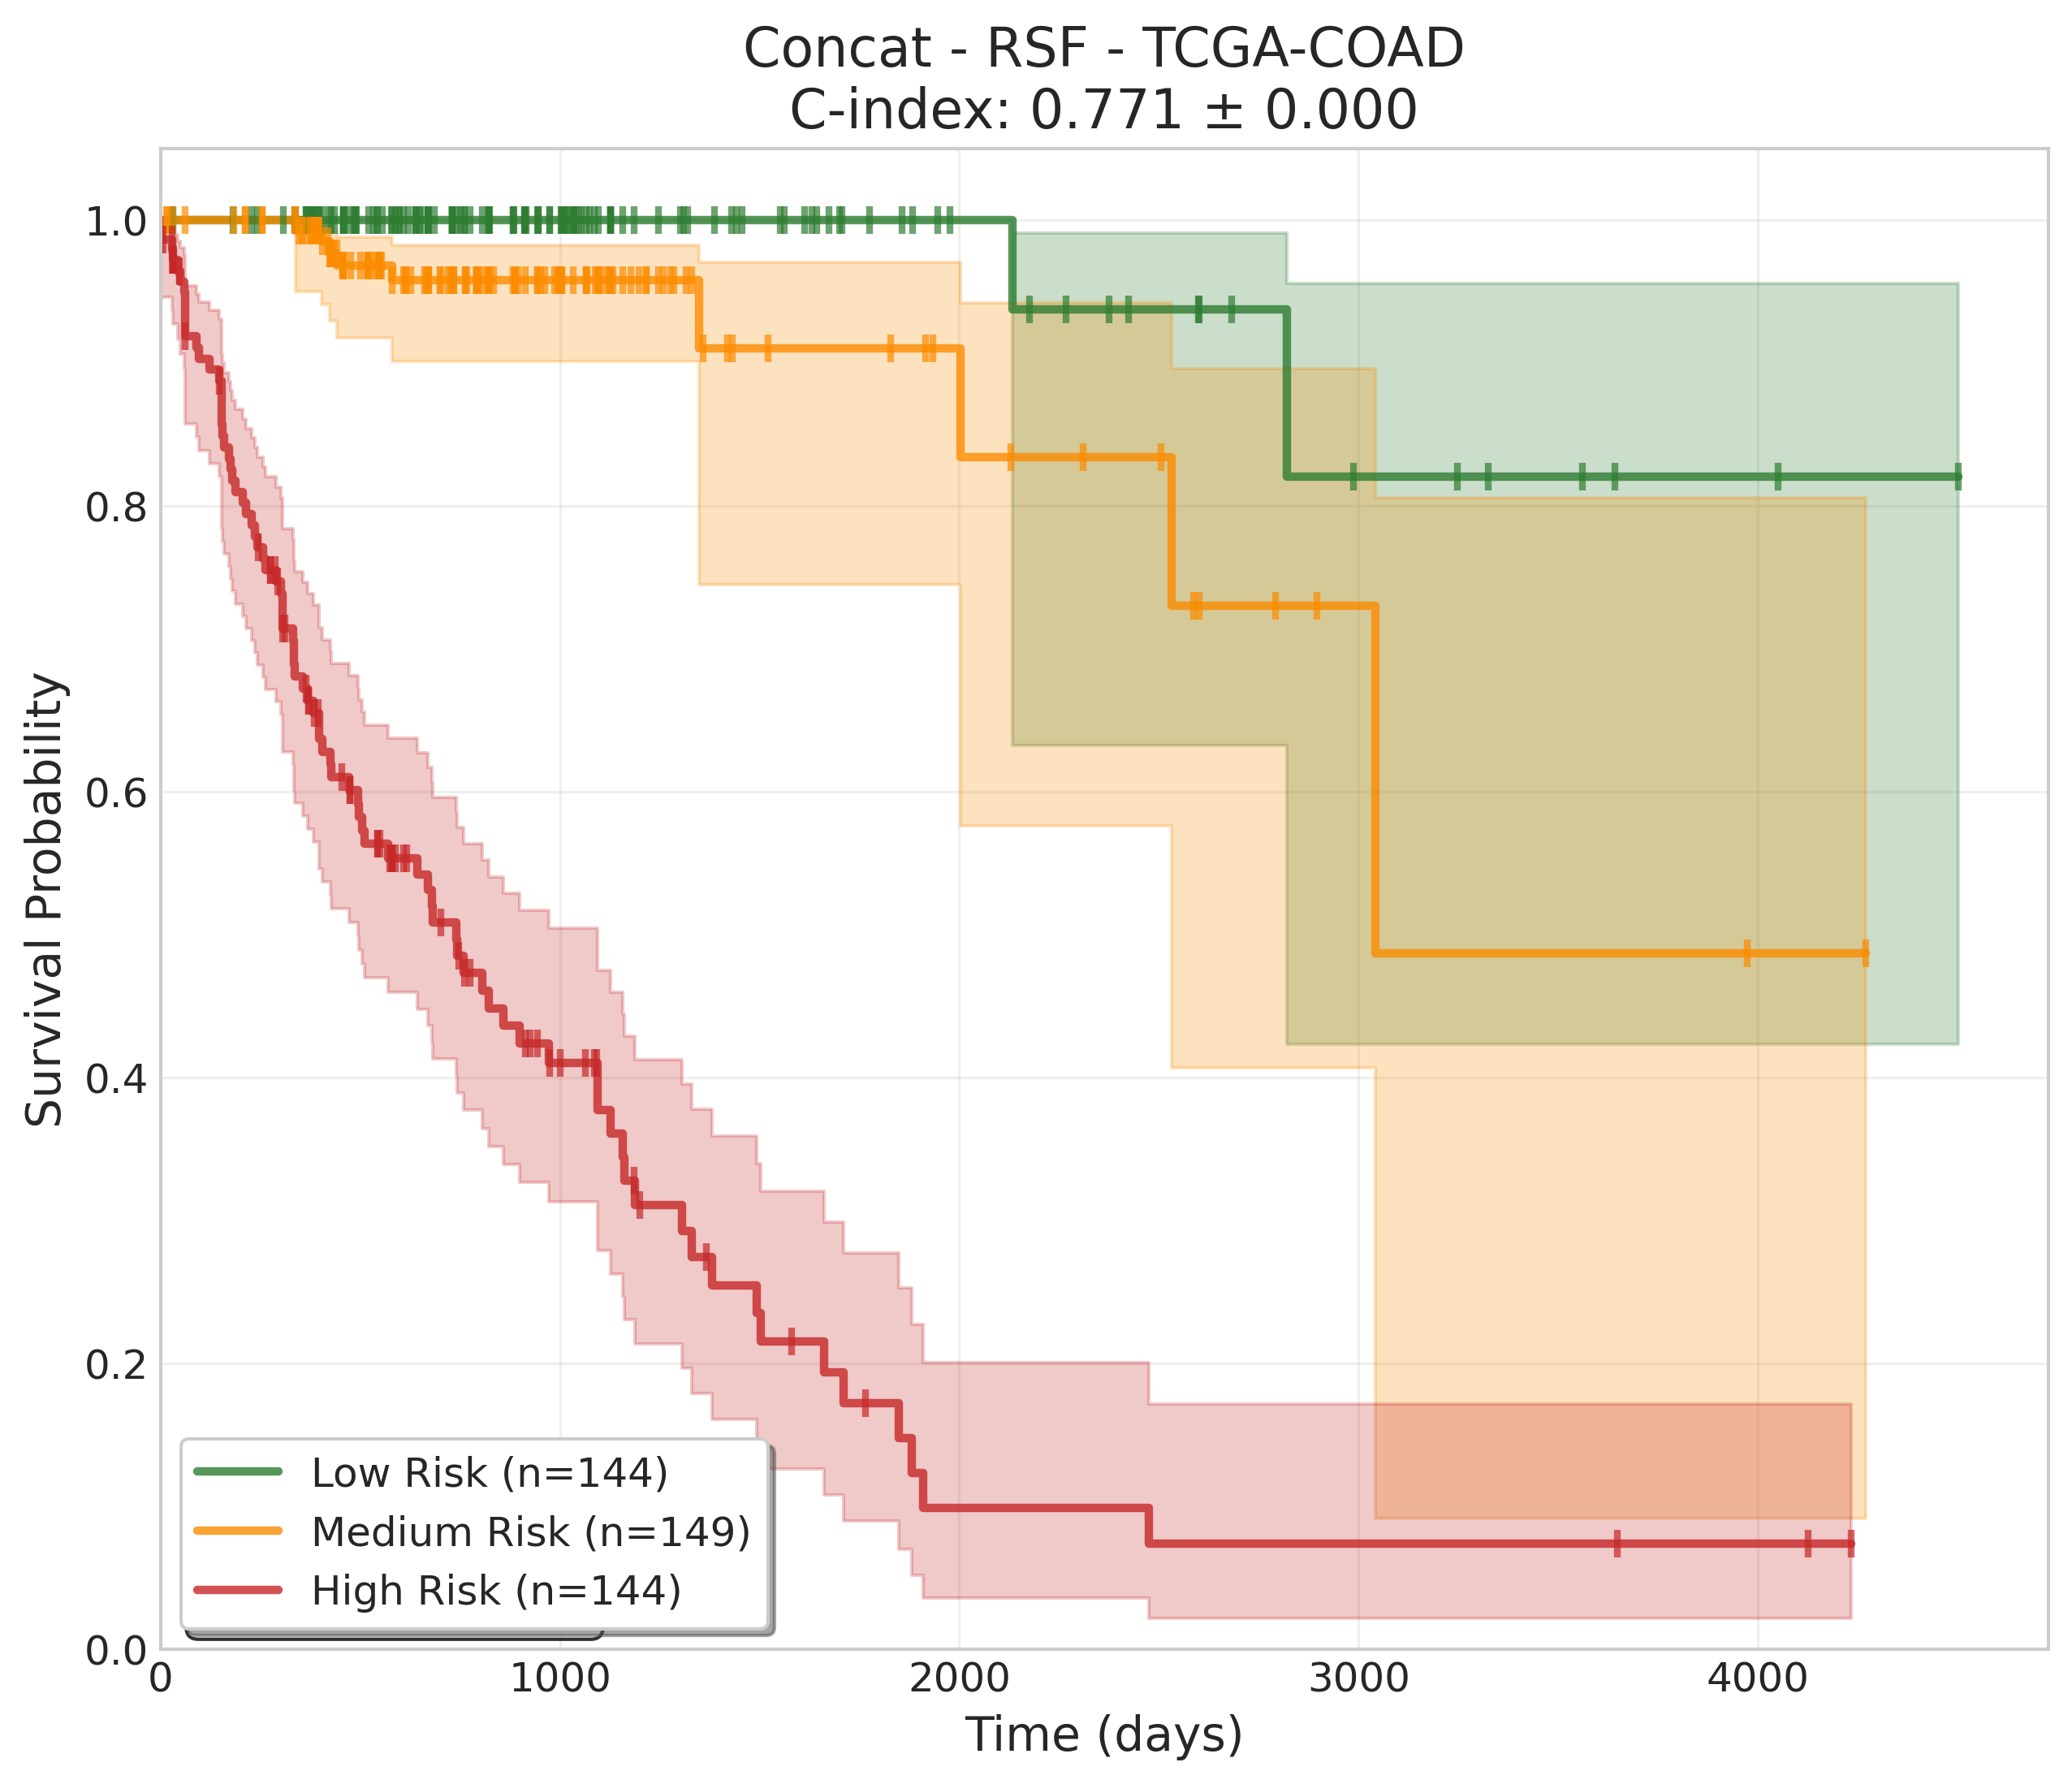 Concat - RSF - TCGA-COAD
C-index: 0.771 ± 0.000
Survival Probability
1.0
0.8
0.6
0.4
0.2
0.0
Low Risk (n=144)
Medium Risk (n=149)
High Risk (n=144)
0 1000 2000 3000 4000
Time (days)